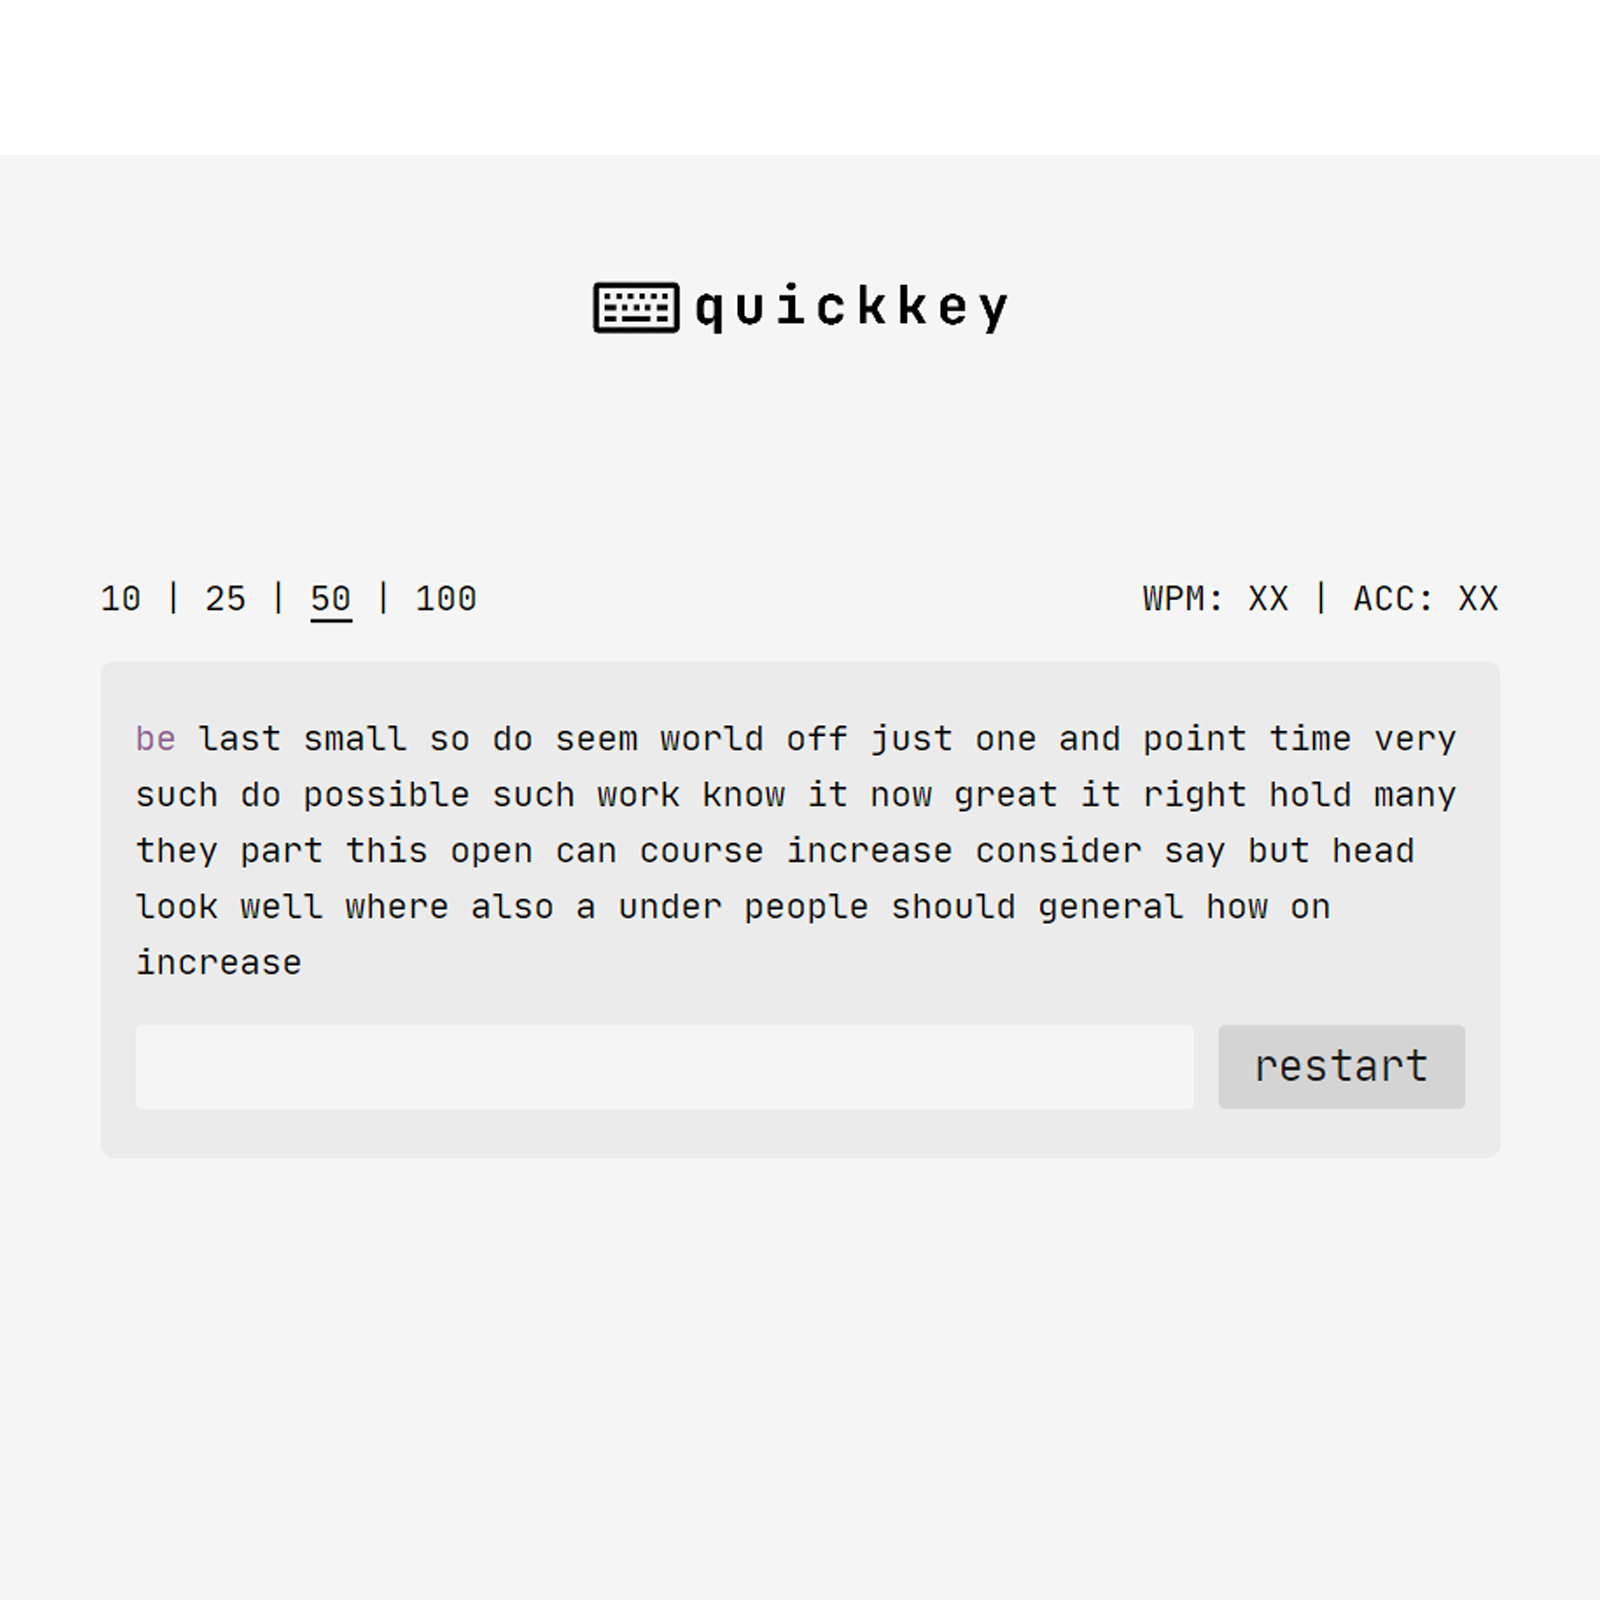 quickkey
10 | 25 | 50 | 100 WPM: XX | ACC: XX
be last small so do seem world off just one and point time very
such do possible such work know it now great it right hold many
they part this open can course increase consider say but head
look well where also a under people should general how on
increase
restart